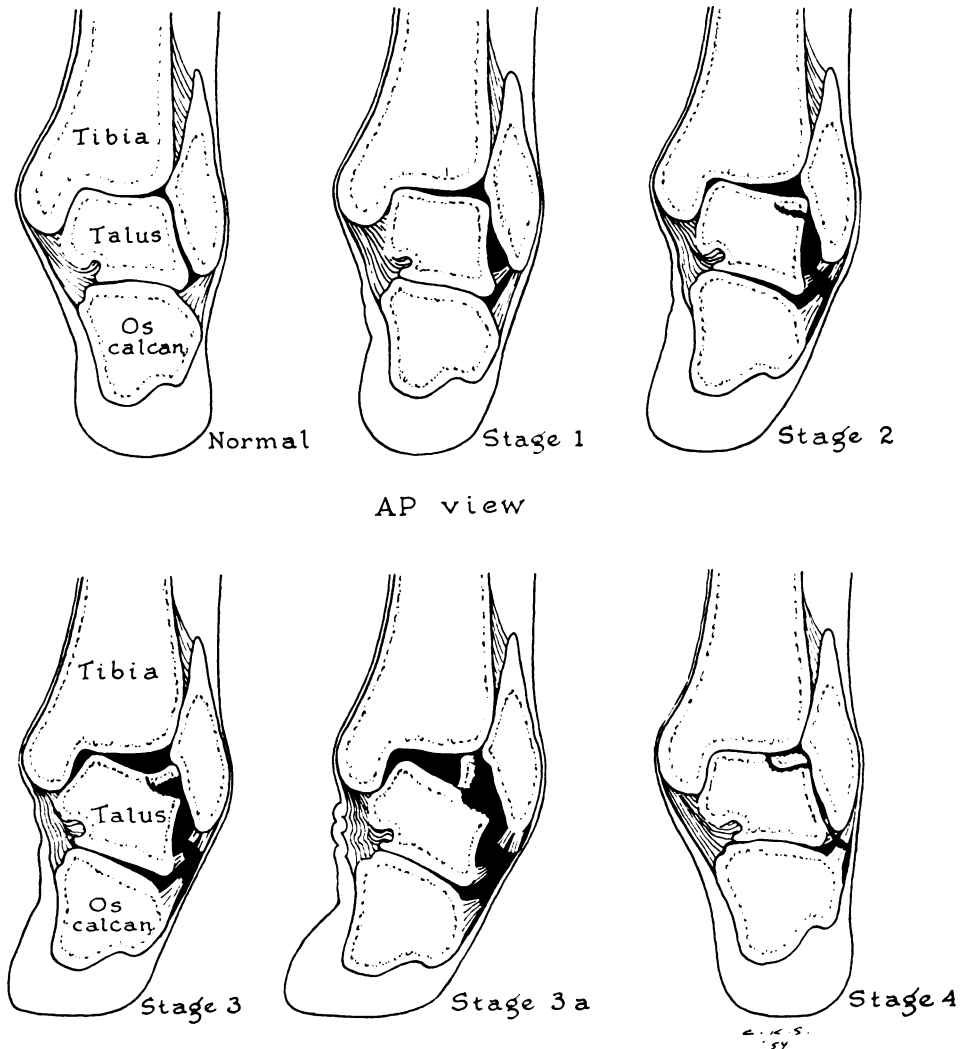 Tibia
Talus
Os
calcan.
Normal
Stage 1
Stage 2
AP view
Tibia
Talus
Os
calcan.
Stage 3
Stage 3a
Stage 4
C.K.S.
'54